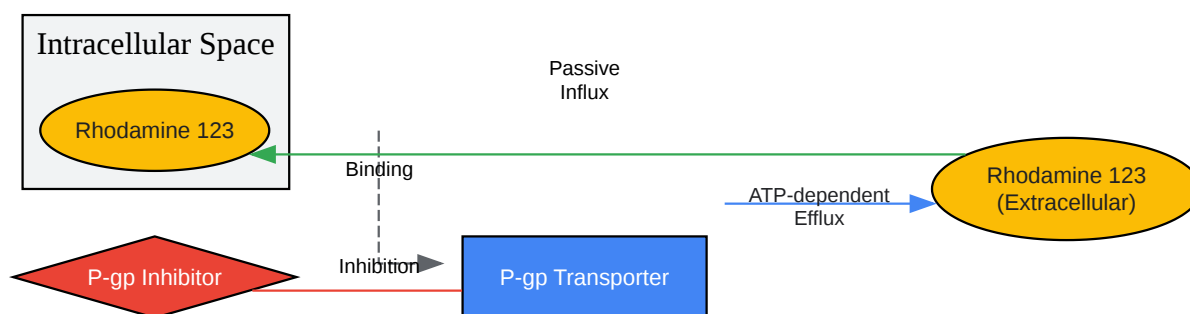 Intracellular Space
Passive
Influx
Rhodamine 123
Binding
Rhodamine 123
(Extracellular)
ATP-dependent
Efflux
P-gp Inhibitor
Inhibition
P-gp Transporter